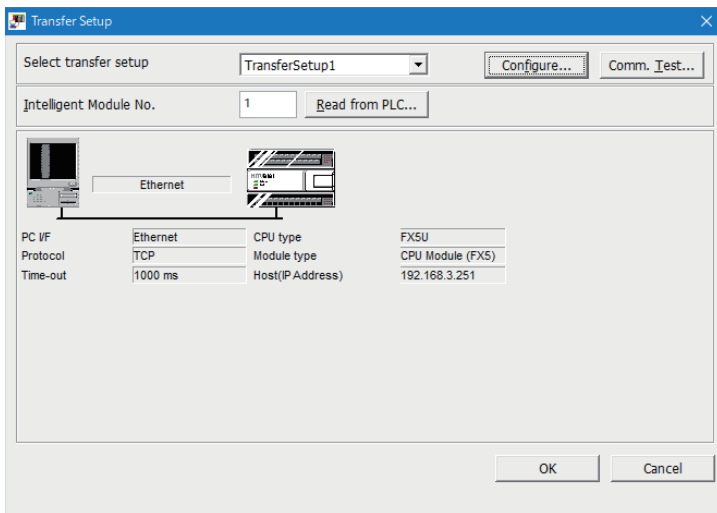 Transfer Setup
Select transfer setup TransferSetup1 Configure... Comm. Test...
Intelligent Module No. 1 Read from PLC...
Ethernet
PC I/F Ethernet CPU type FX5U
Protocol TCP Module type CPU Module (FX5)
Time-out 1000 ms Host(IP Address) 192.168.3.251
OK Cancel